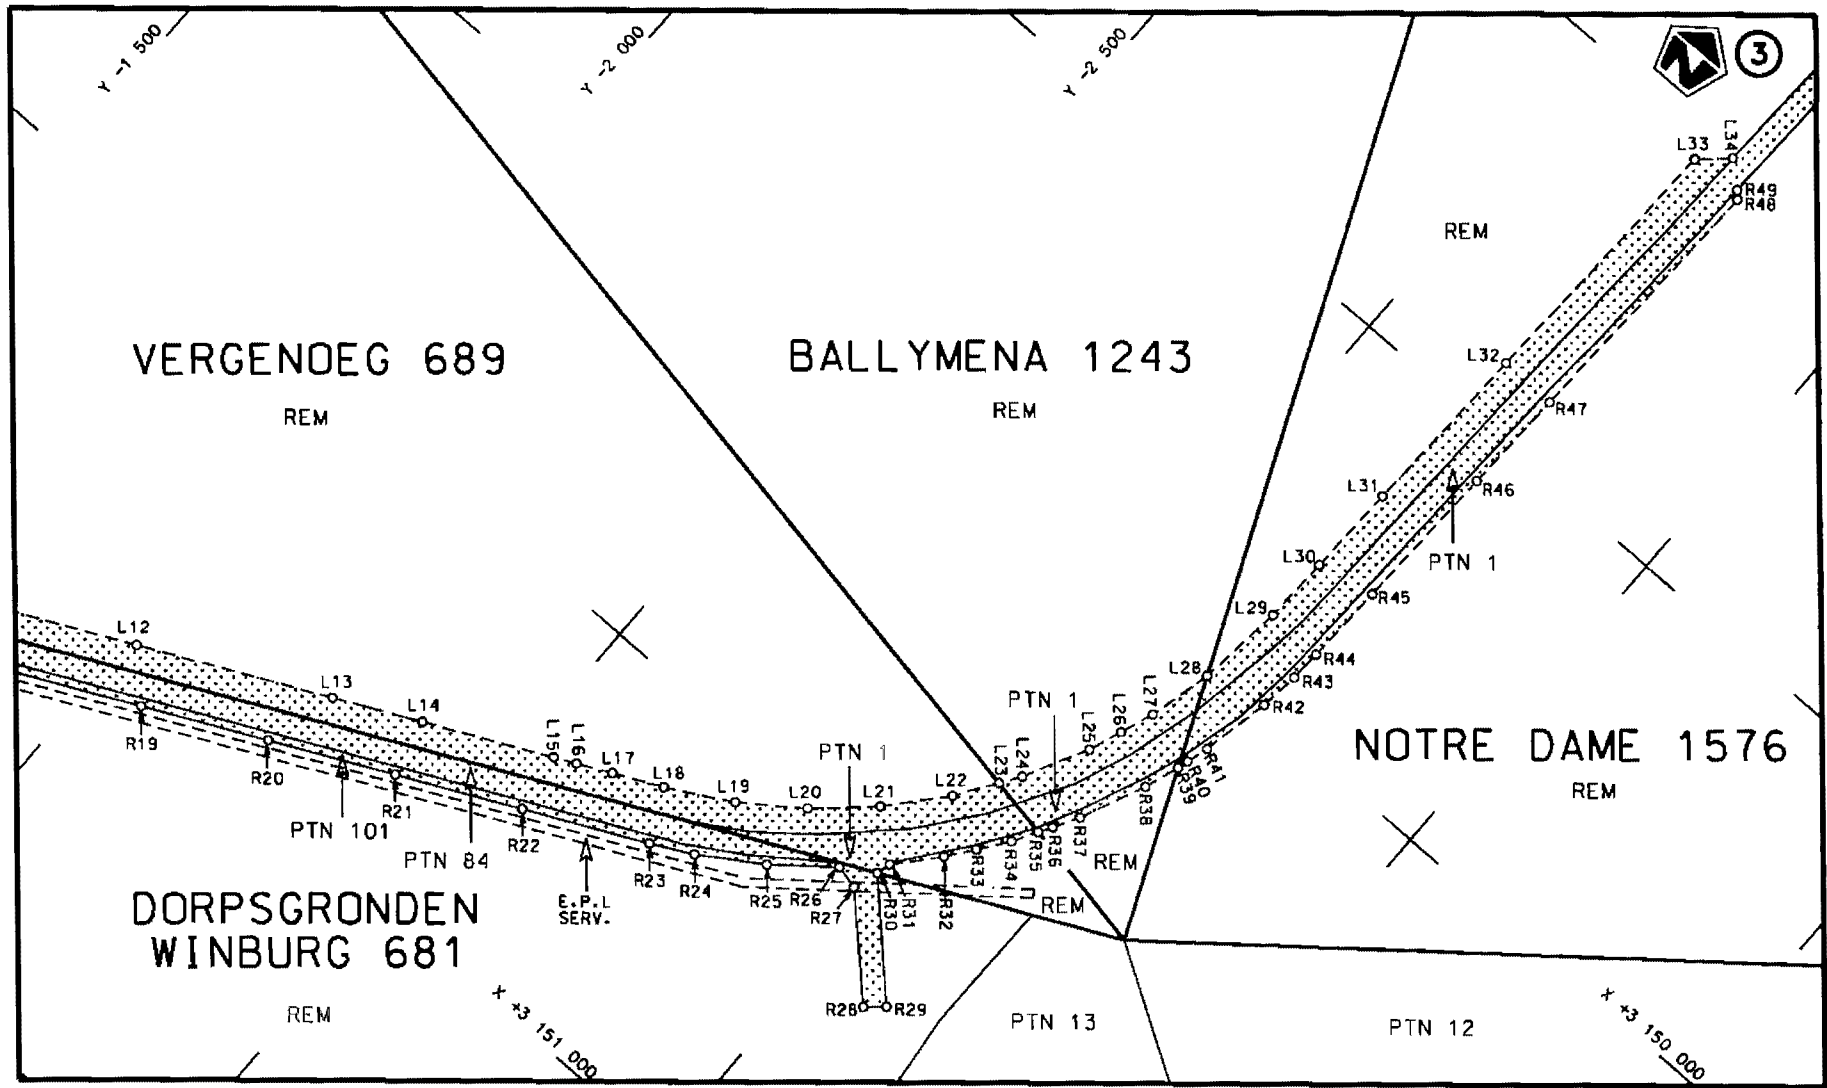 Y -1 500
Y -2 000
Y -2 500
3
L33
L34
R49
R48
REM
VERGENOEG 689
REM
BALLYMENA 1243
REM
L32
R47
L31
R46
PTN 1
L30
R45
L29
R44
L28
R43
R42
L12
L13
L14
L15
L16
L17
L18
L19
L20
L21
L22
L23
L24
L25
L26
L27
PTN 1
PTN 1
R19
R20
R21
R22
R23
R24
R25
R26
R27
R30
R31
R32
R33
R34
R35
R36
R37
R38
R39
R40
R41
PTN 101
PTN 84
E.P.L
SERV.
REM
REM
NOTRE DAME 1576
REM
DORPSGRONDEN
WINBURG 681
REM
R28
R29
X +3 151 000
PTN 13
PTN 12
X +3 150 000